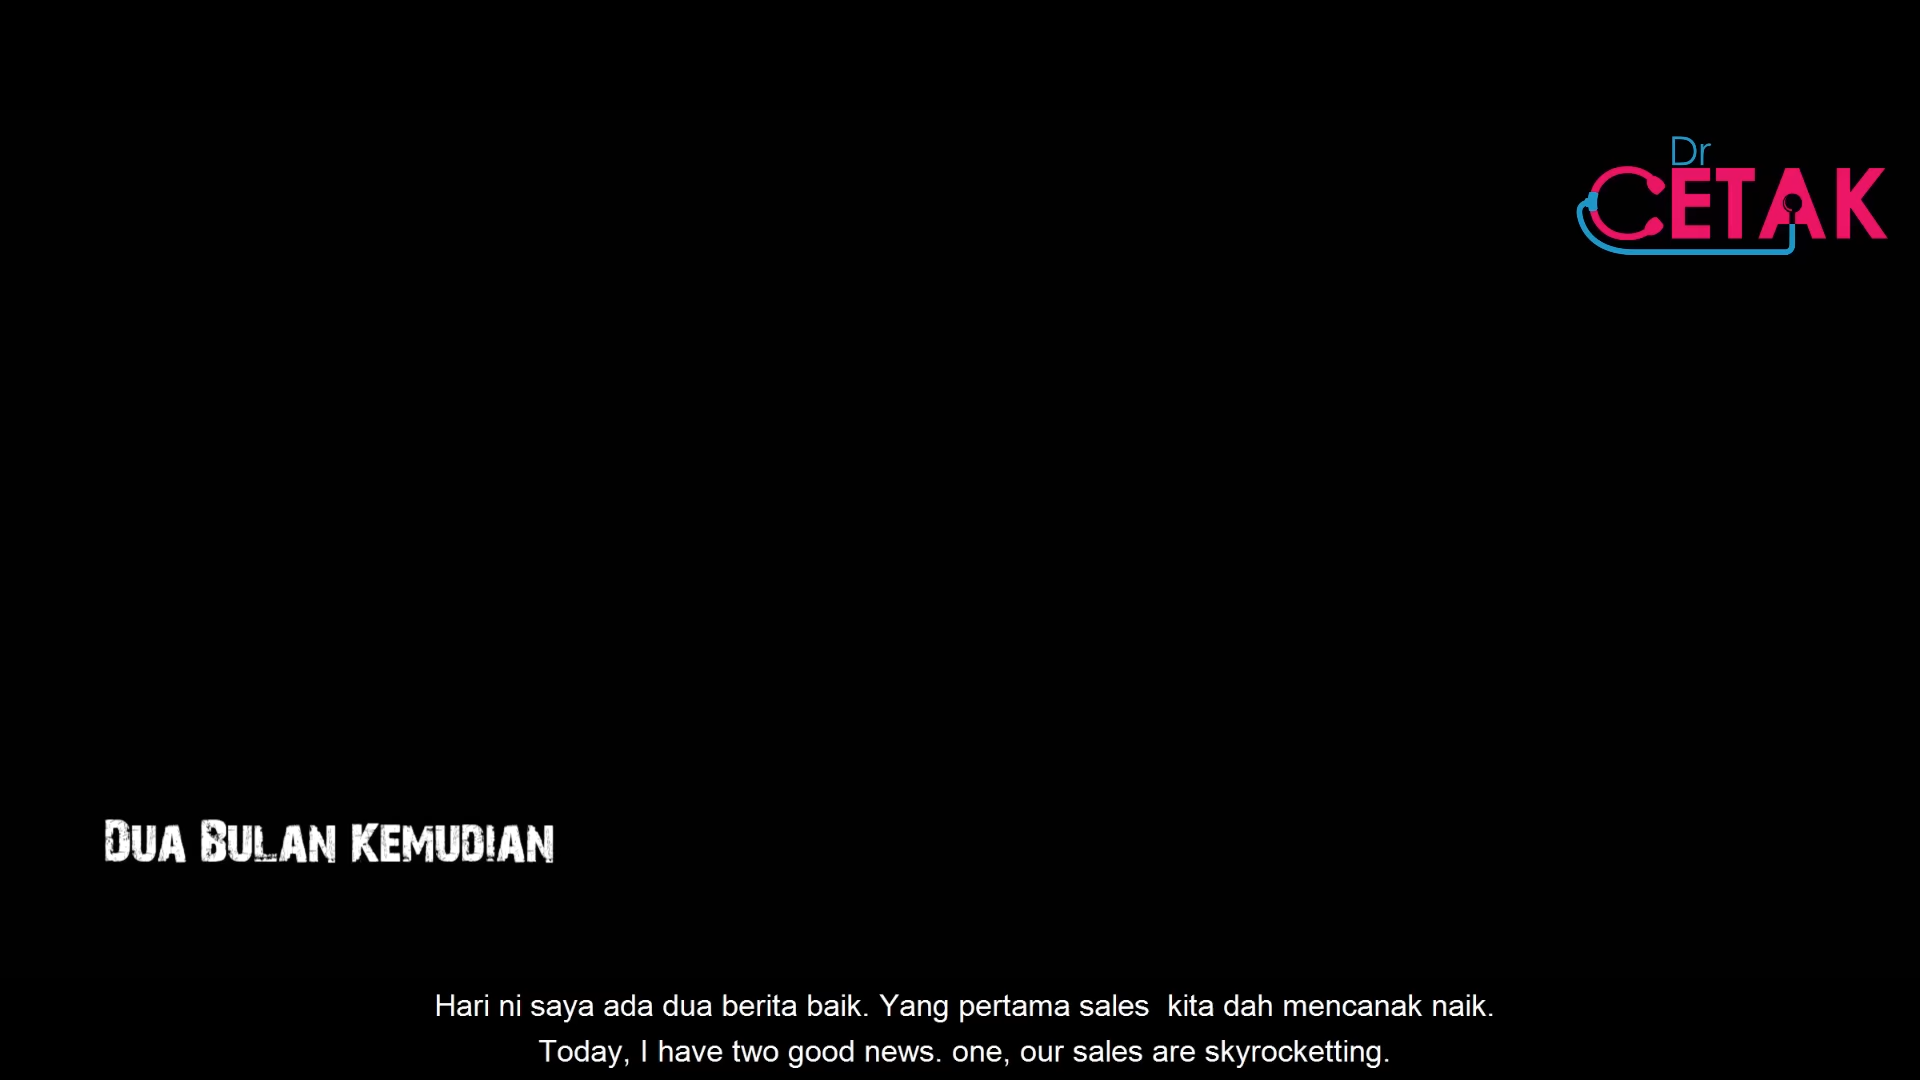 Dr
CETAK
DUA BULAN KEMUDIAN
Hari ni saya ada dua berita baik. Yang pertama sales  kita dah mencanak naik.
Today, I have two good news. one, our sales are skyrocketting.